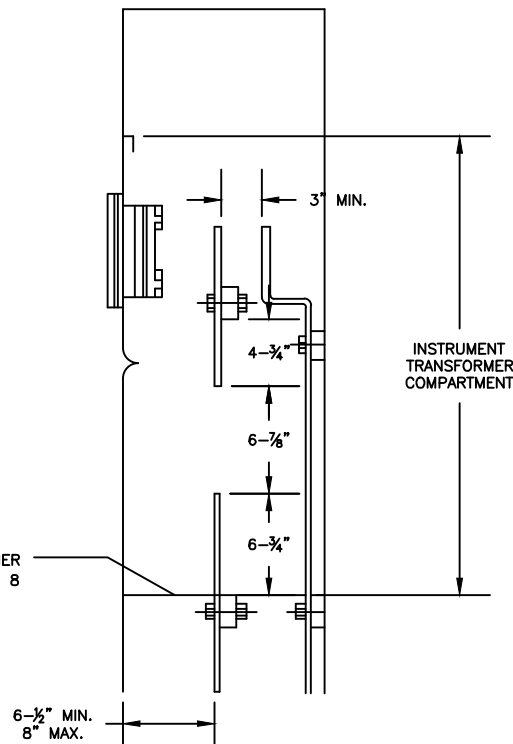 3" MIN.
4-¾"
INSTRUMENT
TRANSFORMER
COMPARTMENT
6-⅞"
6-¾"
ER
8
6-½" MIN.
8" MAX.